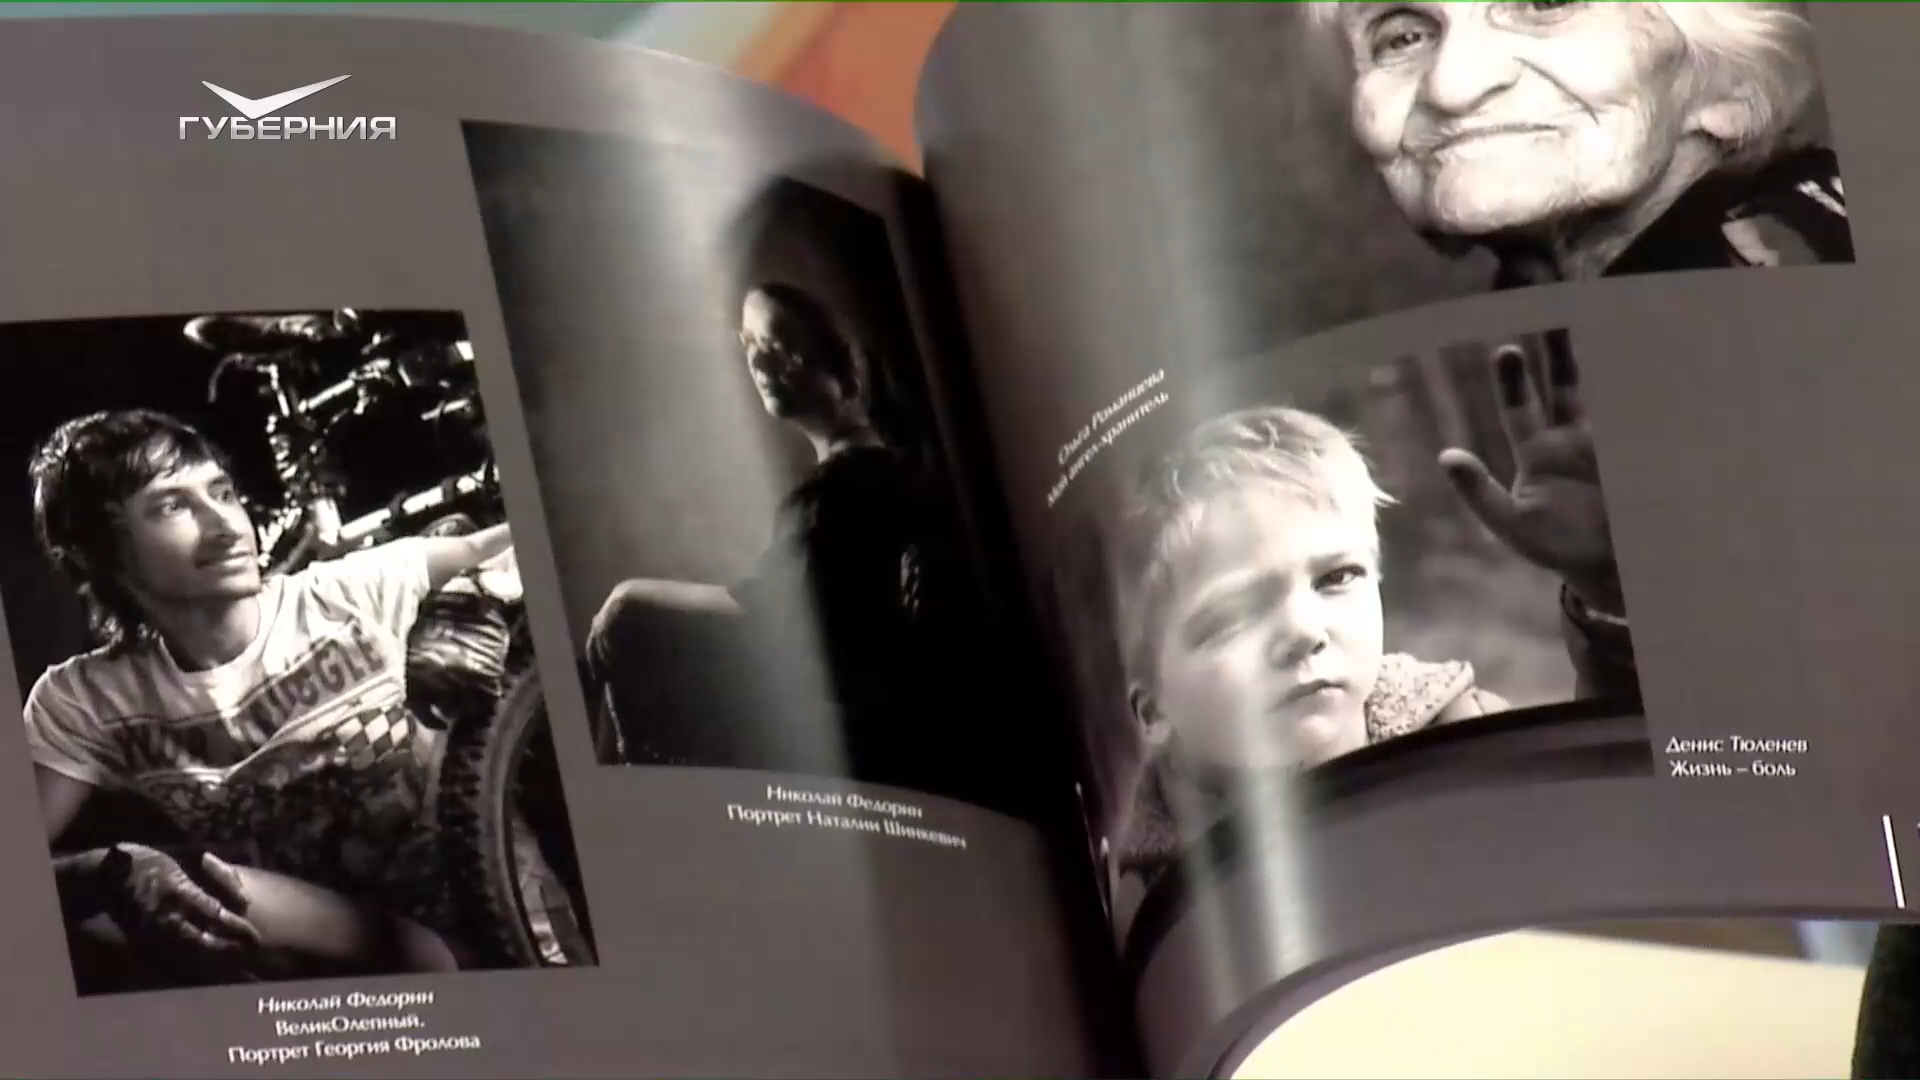 ГУБЕРНИЯ
Николай Федорин
ВеликОлепный.
Портрет Георгия Фролова
Николай Федорин
Портрет Наталии Шинкевич
Ольга Романцева
Мой ангел-хранитель
Денис Тюленев
Жизнь – боль